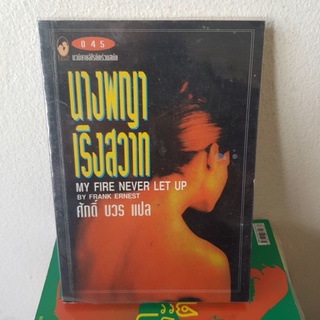 045
นางพญา
เริงสวาท
MY FIRE NEVER LET UP
BY FRANK ERNEST
ศักดิ์ บวร แปล